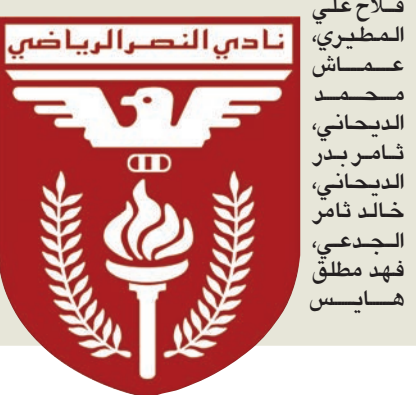 فلاح علي
المطيري،
عماش
محمد
الديحاني،
ثامر بدر
الديحاني،
خالد ثامر
الجدعي،
فهد مطلق
هايس
نادي النصر الرياضي